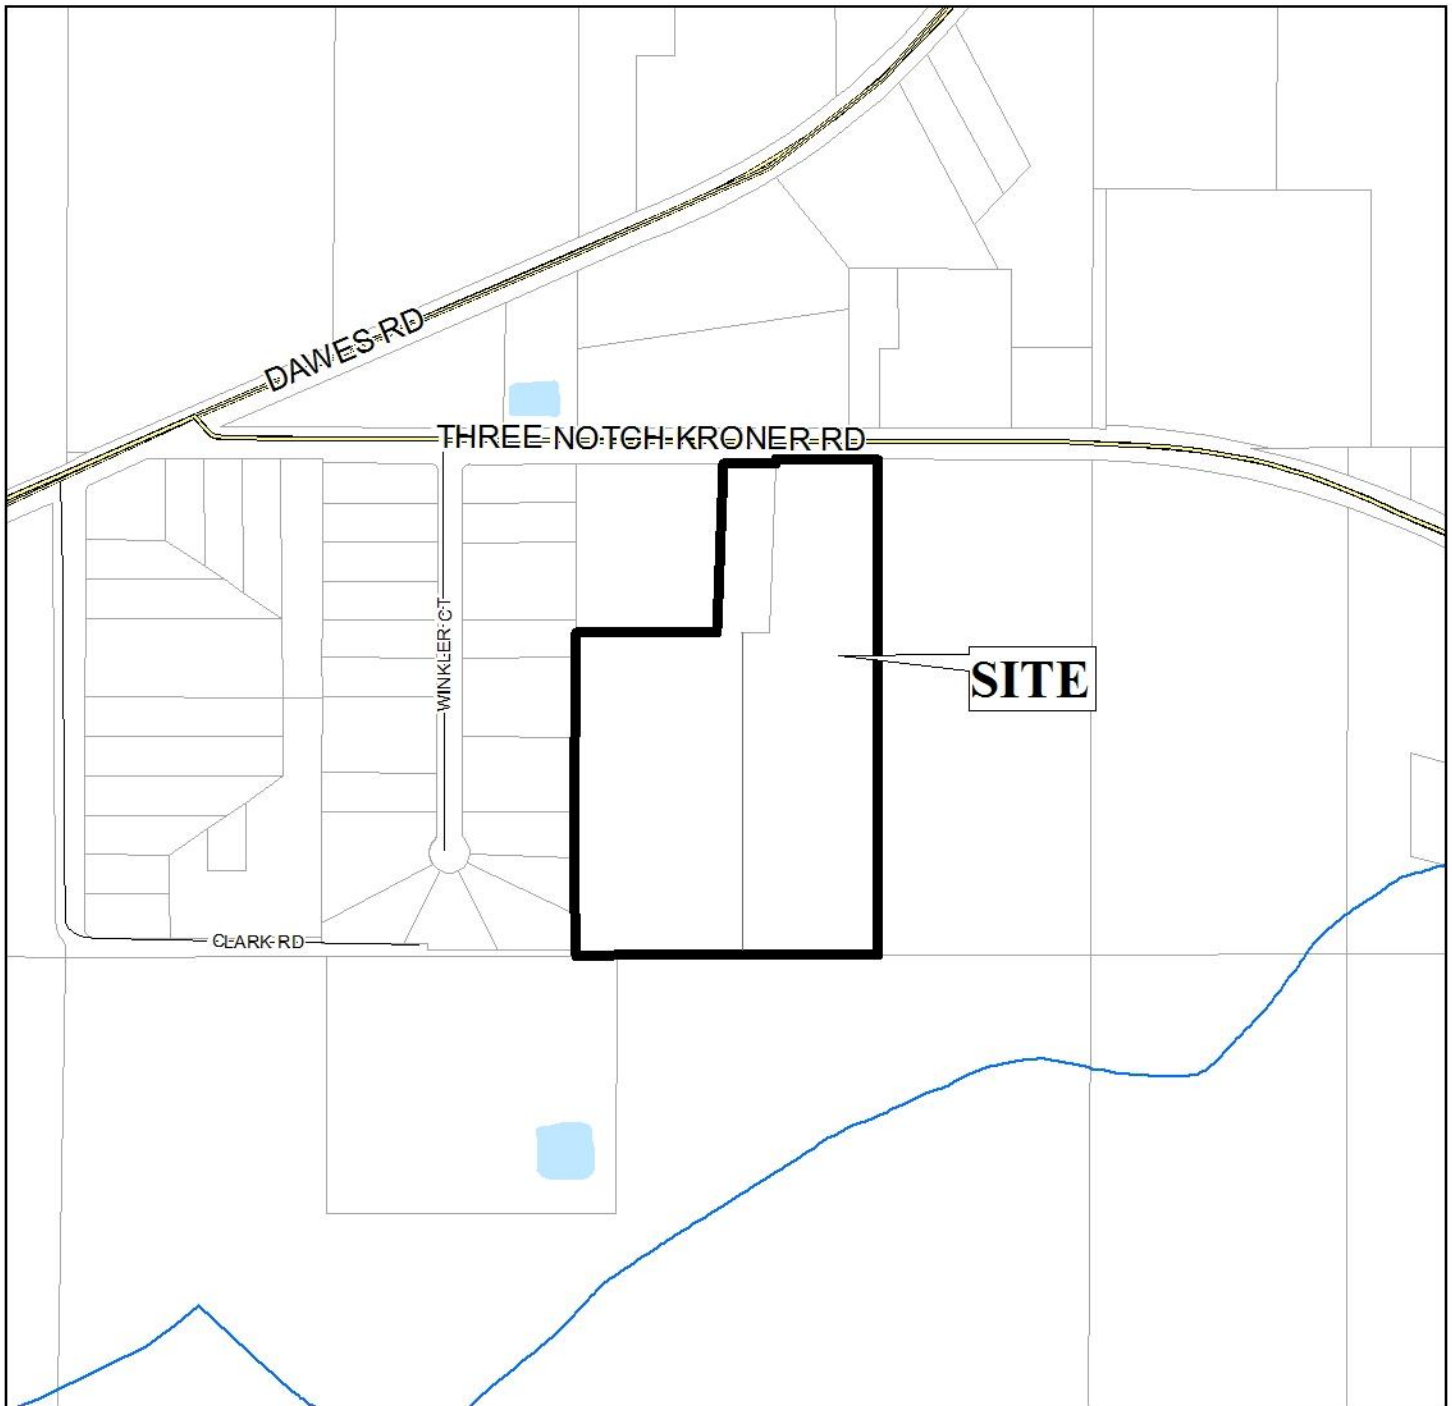 DAWES RD
THREE NOTCH-KRONER RD
WINKLER CT
SITE
CLARK RD